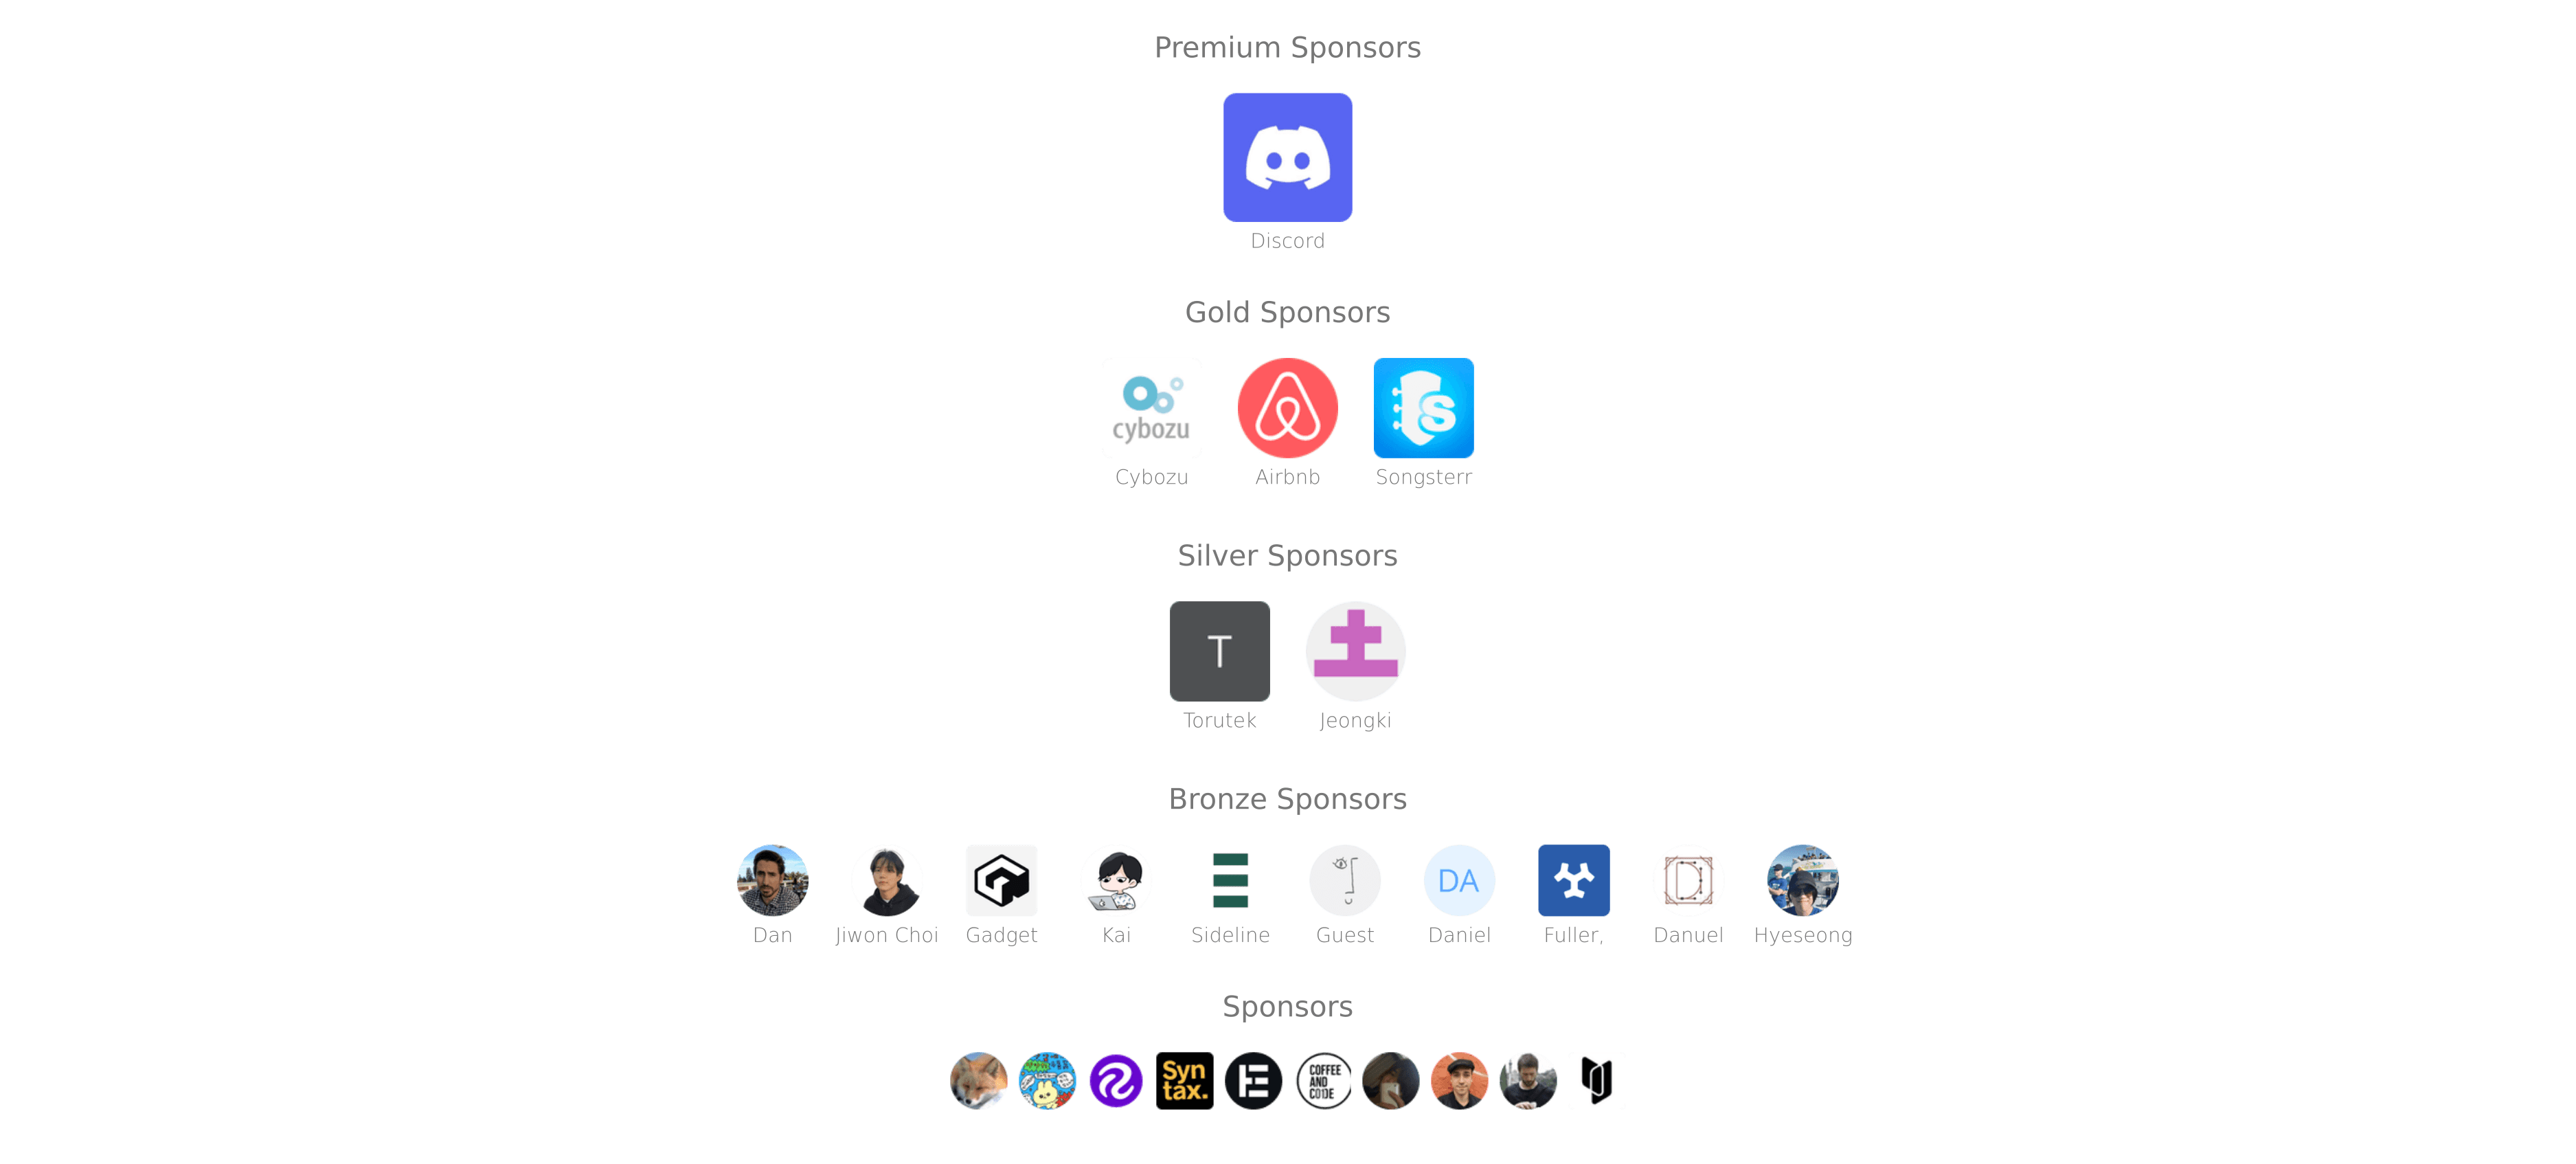 Premium Sponsors
Discord
Gold Sponsors
cybozu
Cybozu Airbnb Songsterr
Silver Sponsors
T
Torutek Jeongki
Bronze Sponsors
DA
Dan Jiwon Choi Gadget Kai Sideline Guest Daniel Fuller, Danuel Hyeseong
Sponsors
Syn
tax.
COFFEE
AND
CODE